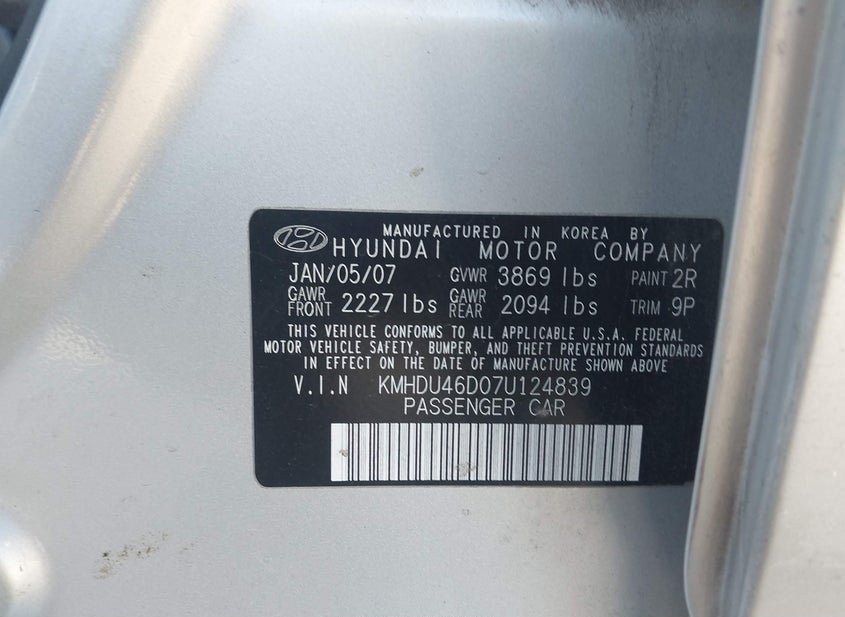 MANUFACTURED IN KOREA BY
HYUNDAI MOTOR COMPANY
JAN/05/07 GVWR 3869 lbs PAINT 2R
GAWR FRONT 2227 lbs GAWR REAR 2094 lbs TRIM 9P
THIS VEHICLE CONFORMS TO ALL APPLICABLE U.S.A. FEDERAL
MOTOR VEHICLE SAFETY, BUMPER, AND THEFT PREVENTION STANDARDS
IN EFFECT ON THE DATE OF MANUFACTURE SHOWN ABOVE
V.I.N KMHDU46D07U124839
PASSENGER CAR